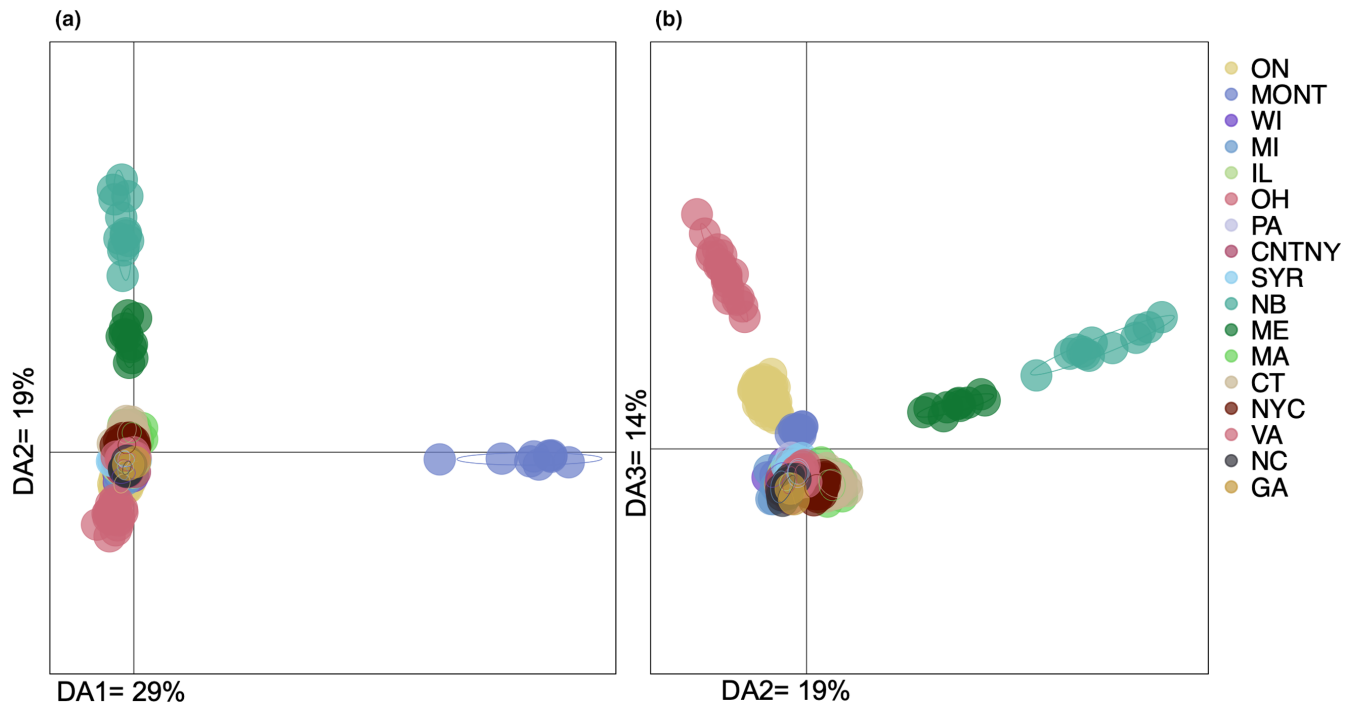 (a)
(b)
DA2= 19%
DA1= 29%
DA3= 14%
DA2= 19%
ON
MONT
WI
MI
IL
OH
PA
CNTNY
SYR
NB
ME
MA
CT
NYC
VA
NC
GA